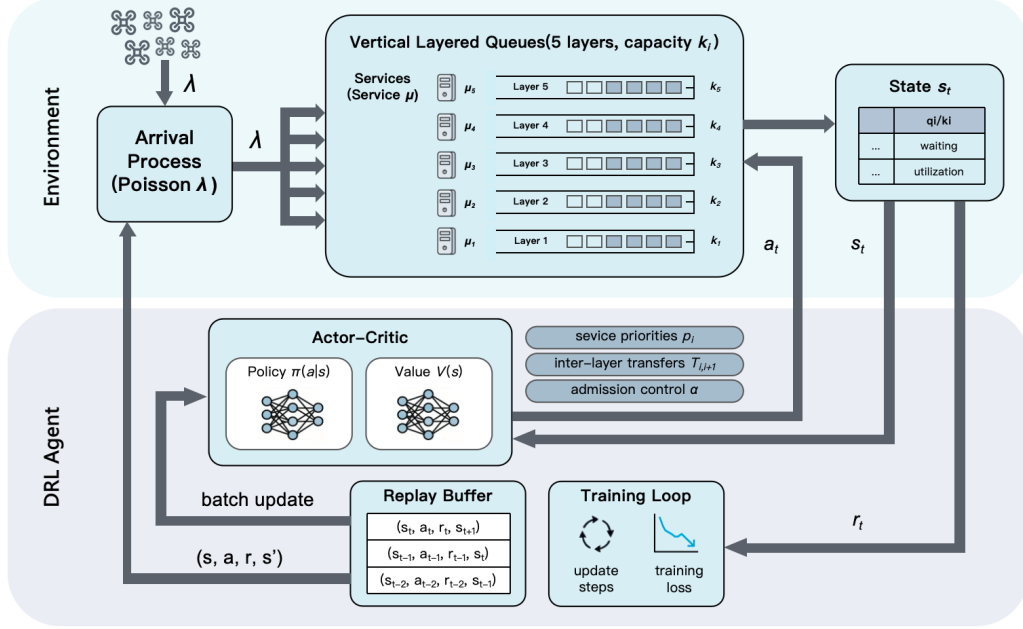 Environment
λ
Arrival
Process
(Poisson λ)
λ
Vertical Layered Queues(5 layers, capacity kᵢ)
Services
(Service μ)
μ₅ Layer 5 k₅
μ₄ Layer 4 k₄
μ₃ Layer 3 k₃
μ₂ Layer 2 k₂
μ₁ Layer 1 k₁
State sₜ
qi/ki
... waiting
... utilization
aₜ
sₜ
DRL Agent
Actor-Critic
Policy π(a|s)
Value V(s)
sevice priorities pᵢ
inter-layer transfers Tᵢ,ᵢ₊₁
admission control α
batch update
(s, a, r, s’)
Replay Buffer
(sₜ, aₜ, rₜ, sₜ₊₁)
(sₜ₋₁, aₜ₋₁, rₜ₋₁, sₜ)
(sₜ₋₂, aₜ₋₂, rₜ₋₂, sₜ₋₁)
Training Loop
update
steps
training
loss
rₜ